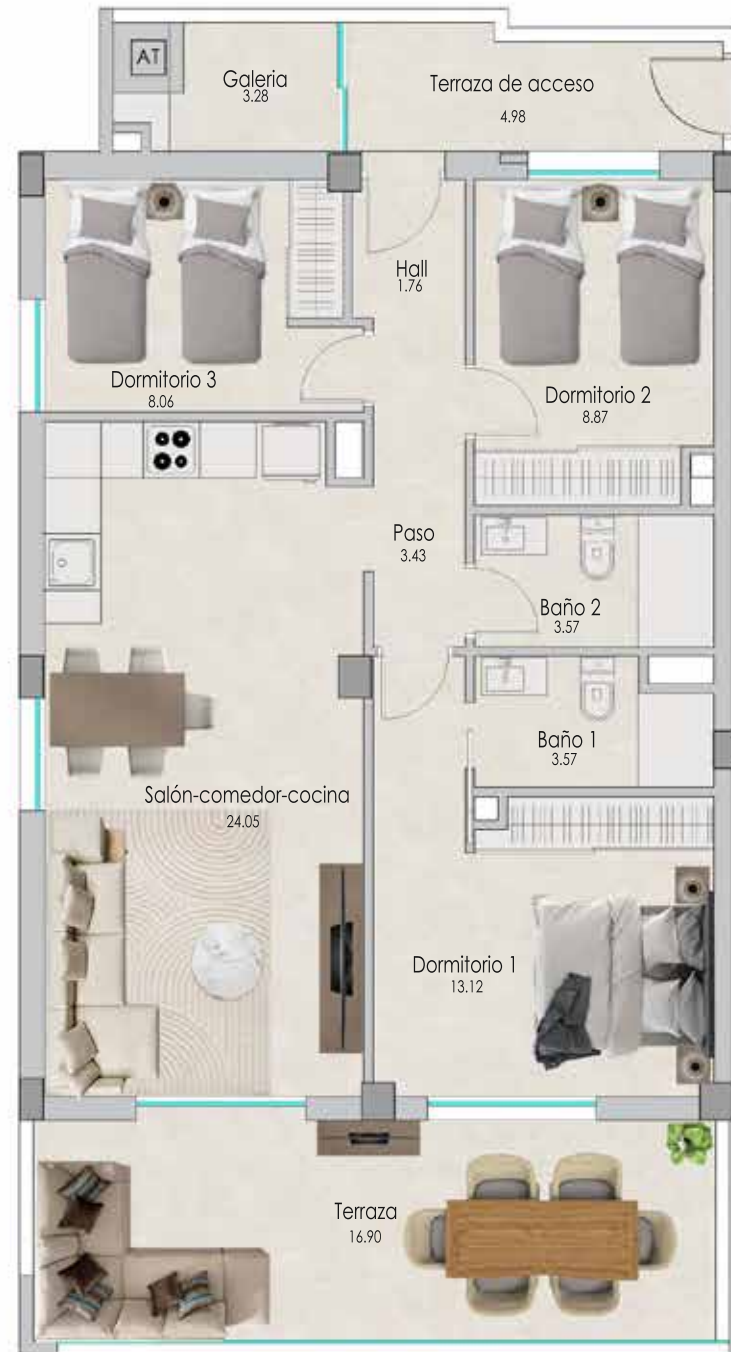 AT
Galeria
3.28
Terraza de acceso
4.98
Hall
1.76
Dormitorio 3
8.06
Dormitorio 2
8.87
Paso
3.43
Baño 2
3.57
Baño 1
3.57
Salón-comedor-cocina
24.05
Dormitorio 1
13.12
Terraza
16.90